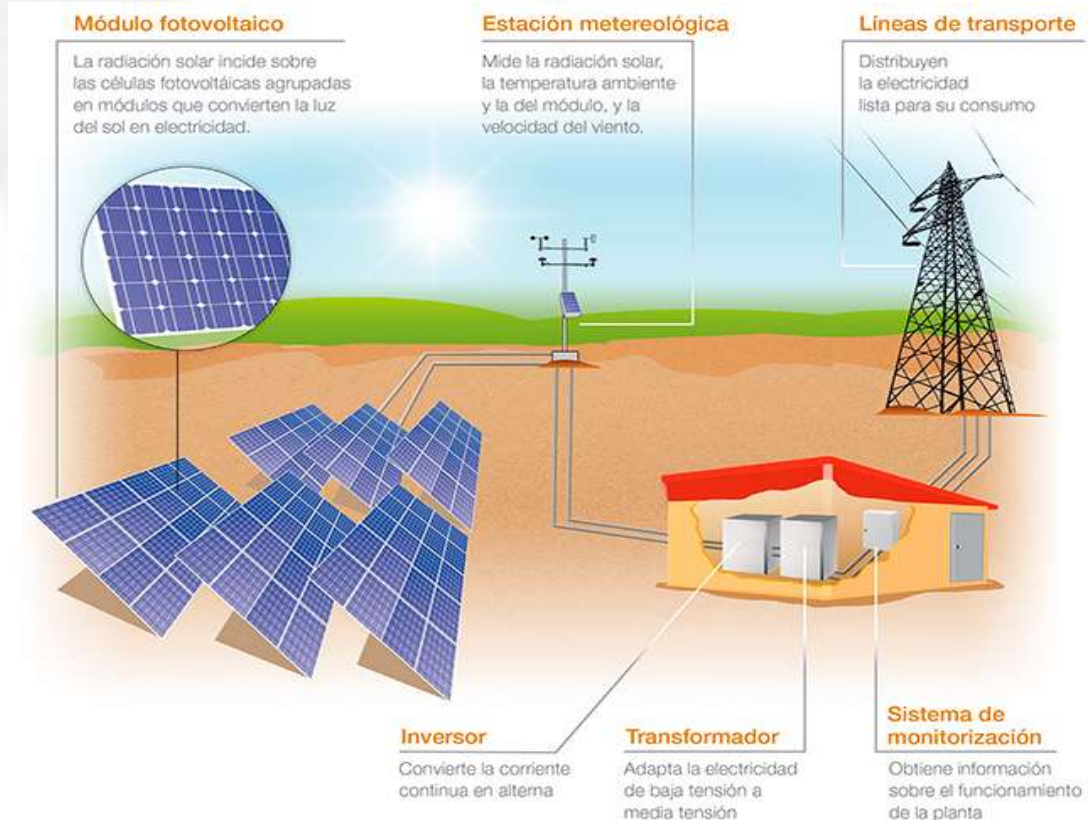 Módulo fotovoltaico
La radiación solar incide sobre
las células fotovoltáicas agrupadas
en módulos que convierten la luz
del sol en electricidad.
Estación metereológica
Mide la radiación solar,
la temperatura ambiente
y la del módulo, y la
velocidad del viento.
Líneas de transporte
Distribuyen
la electricidad
lista para su consumo
Inversor
Convierte la corriente
continua en alterna
Transformador
Adapta la electricidad
de baja tensión a
media tensión
Sistema de
monitorización
Obtiene información
sobre el funcionamiento
de la planta